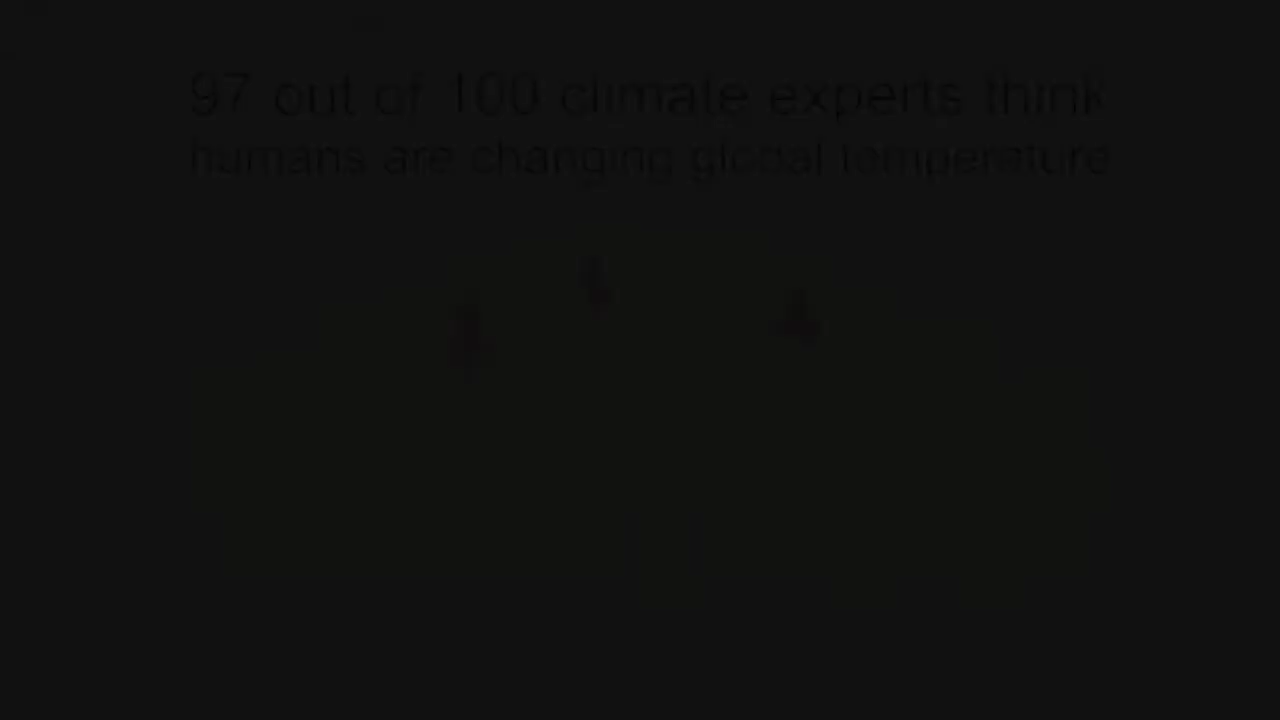 97 out of 100 climate experts think
humans are changing global temperature